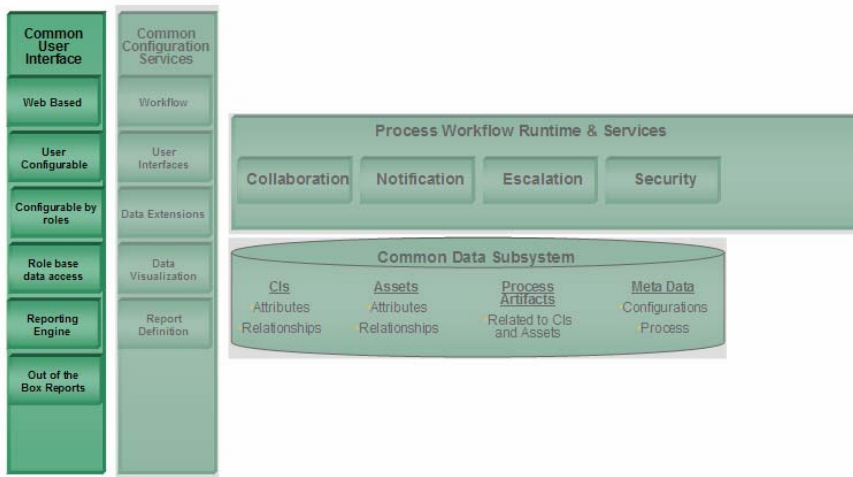 Common
User
Interface
Web Based
User
Configurable
Configurable by
roles
Role base
data access
Reporting
Engine
Out of the
Box Reports
Common
Configuration
Services
Workflow
User
Interfaces
Data Extensions
Data
Visualization
Report
Definition
Process Workflow Runtime & Services
Collaboration
Notification
Escalation
Security
Common Data Subsystem
CIs
Attributes
Relationships
Assets
Attributes
Relationships
Process
Artifacts
Related to CIs
and Assets
Meta Data
Configurations
Process